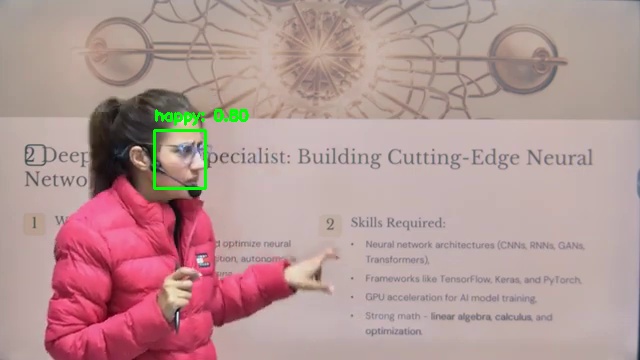 happy: 0.80
2 Deep Specialist: Building Cutting-Edge Neural
Netwo
1
2 Skills Required:
and optimize neural
• Neural network architectures (CNNs, RNNs, GANs,
Transformers).
• Frameworks like TensorFlow, Keras, and PyTorch.
• GPU acceleration for AI model training.
• Strong math - linear algebra, calculus, and
optimization.